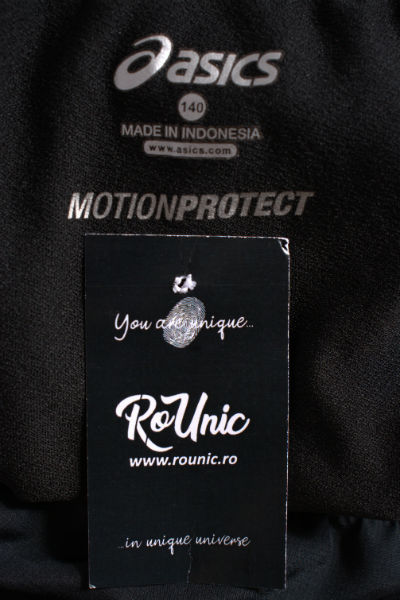 asics
140
MADE IN INDONESIA
www.asics.com
MOTIONPROTECT
You are unique...
RoUnic
www.rounic.ro
...in unique universe